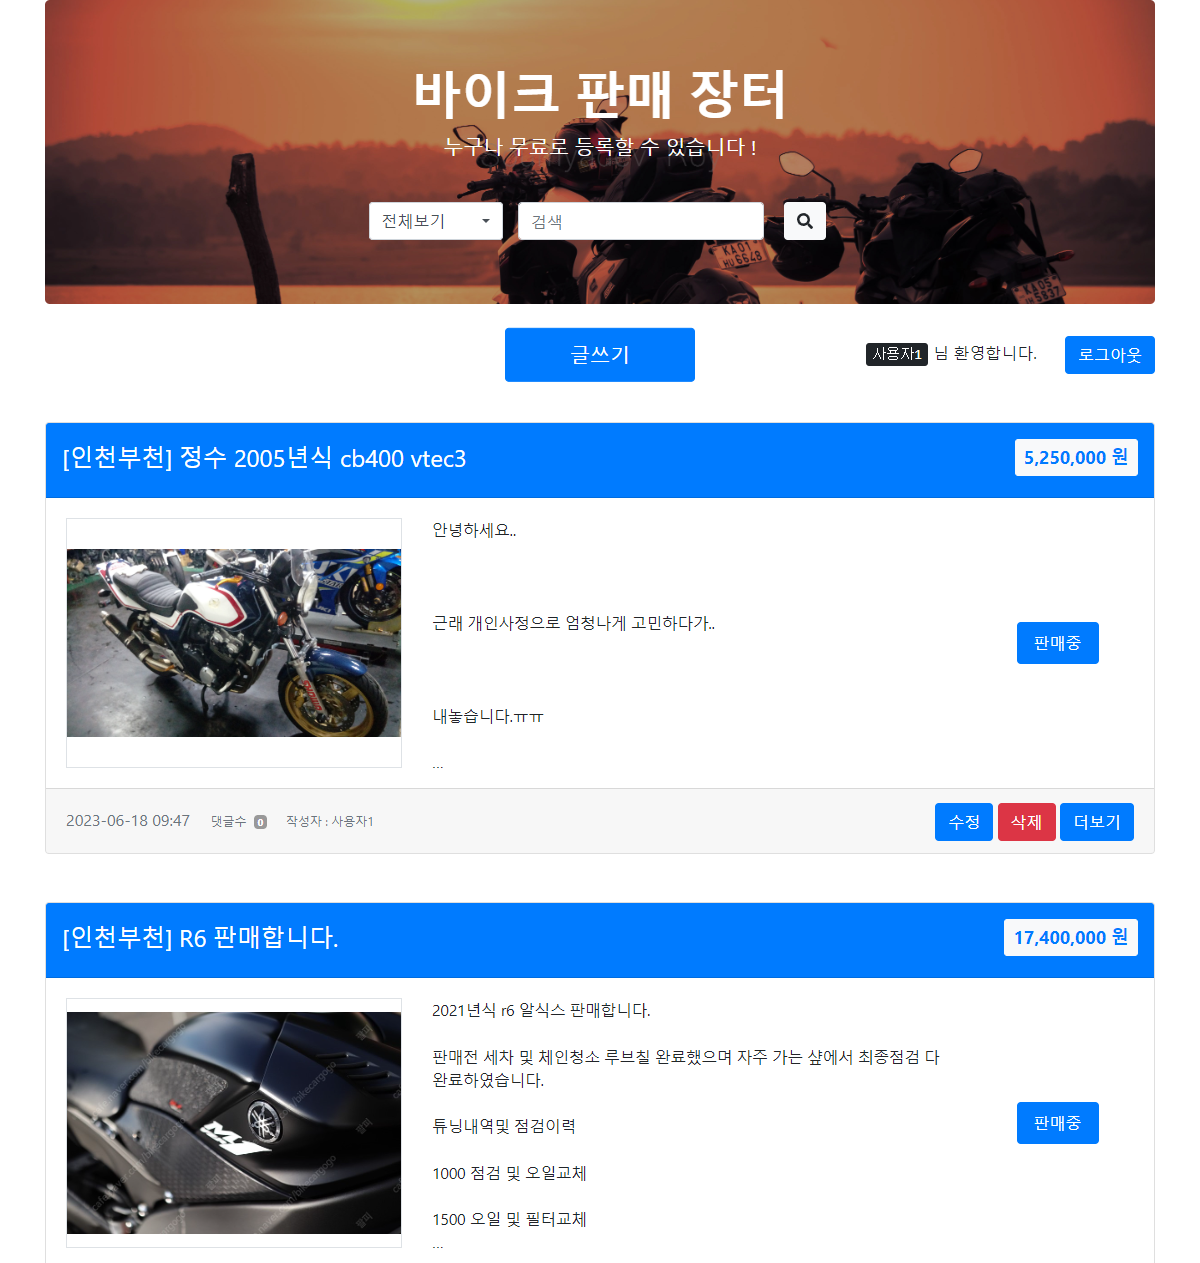 바이크 판매 장터
누구나 무료로 등록할 수 있습니다 !
전체보기
검색
KA01
HU6648
KA05
5837
글쓰기
사용자1 님 환영합니다.
로그아웃
[인천부천] 정수 2005년식 cb400 vtec3
5,250,000 원
안녕하세요..
근래 개인사정으로 엄청나게 고민하다가..
내놓습니다.ㅠㅠ
...
판매중
2023-06-18 09:47 댓글수 0 작성자 : 사용자1
수정 삭제 더보기
[인천부천] R6 판매합니다.
17,400,000 원
M1
2021년식 r6 알식스 판매합니다.
판매전 세차 및 체인청소 루브칠 완료했으며 자주 가는 샾에서 최종점검 다
완료하였습니다.
튜닝내역및 점검이력
1000 점검 및 오일교체
1500 오일 및 필터교체
...
판매중